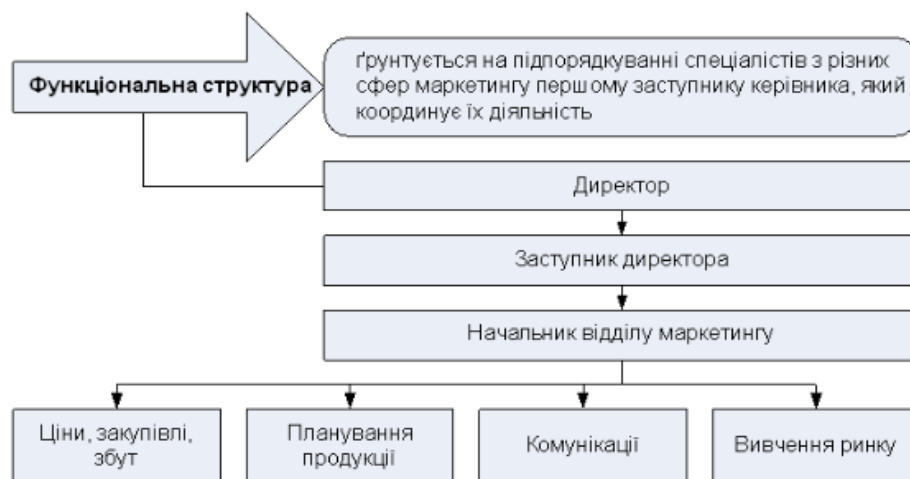 Функціональна структура
ґрунтується на підпорядкуванні спеціалістів з різних
сфер маркетингу першому заступнику керівника, який
координує їх діяльність
Директор
Заступник директора
Начальник відділу маркетингу
Ціни, закупівлі,
збут
Планування
продукції
Комунікації
Вивчення ринку